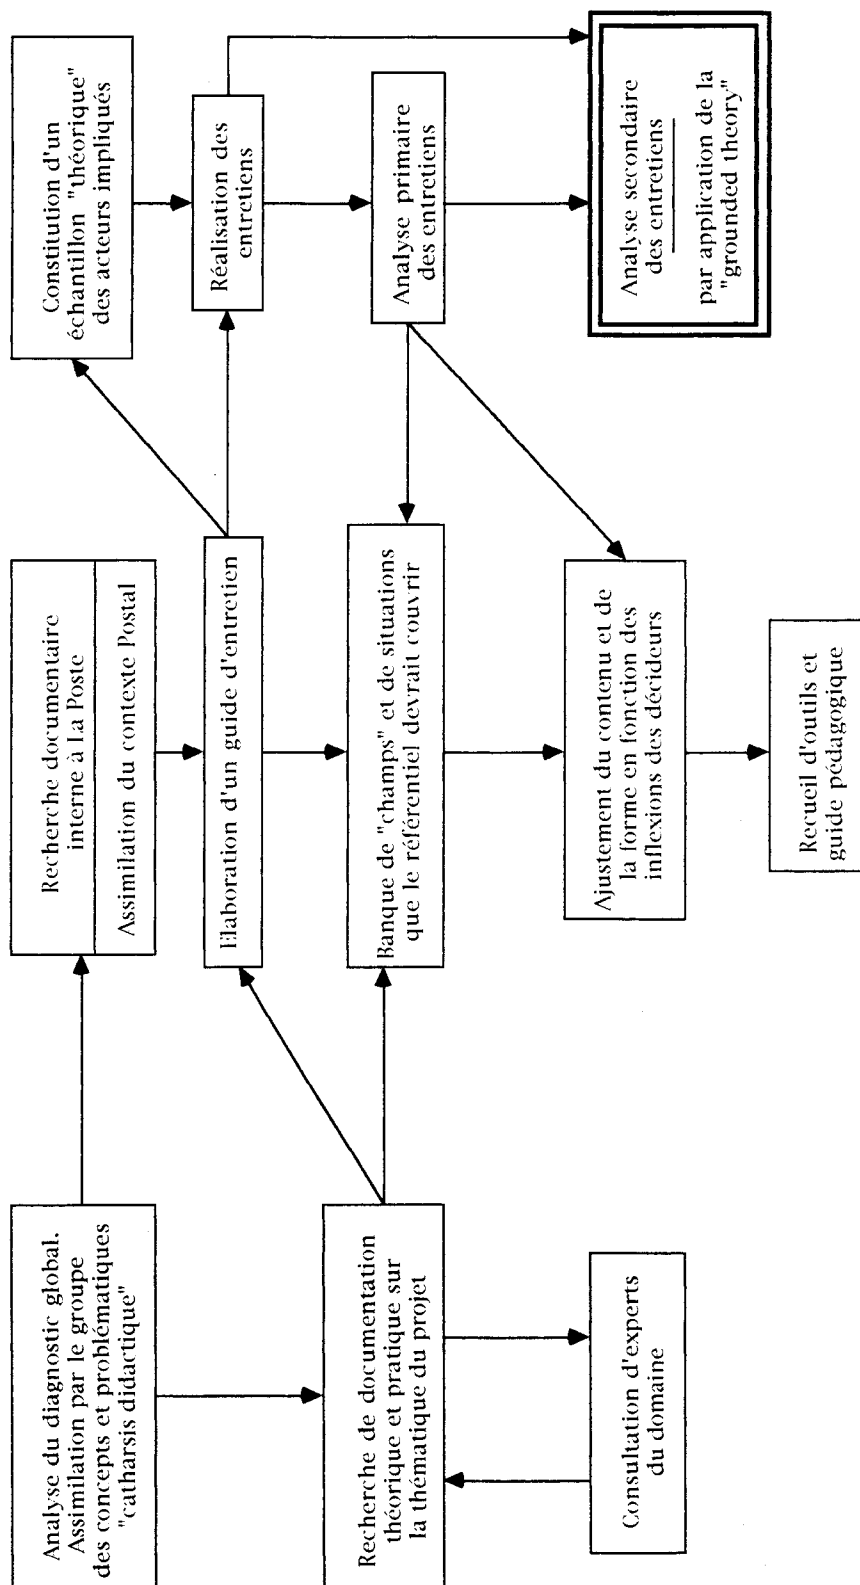 Analyse du diagnostic global.
Assimilation par le groupe
des concepts et problématiques
"catharsis didactique"
Recherche de documentation
théorique et pratique sur
la thématique du projet
Consultation d'experts
du domaine
Recherche documentaire
interne à La Poste
Assimilation du contexte Postal
Elaboration d'un guide d'entretien
Banque de "champs" et de situations
que le référentiel devrait couvrir
Ajustement du contenu et de
la forme en fonction des
inflexions des décideurs
Recueil d'outils et
guide pédagogique
Constitution d'un
échantillon "théorique"
des acteurs impliqués
Réalisation des
entretiens
Analyse primaire
des entretiens
Analyse secondaire
des entretiens
par application de la
"grounded theory"